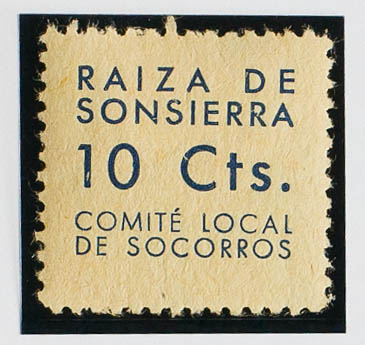 RAIZA DE
SONSIERRA
10 Cts.
COMITÉ LOCAL
DE SOCORROS